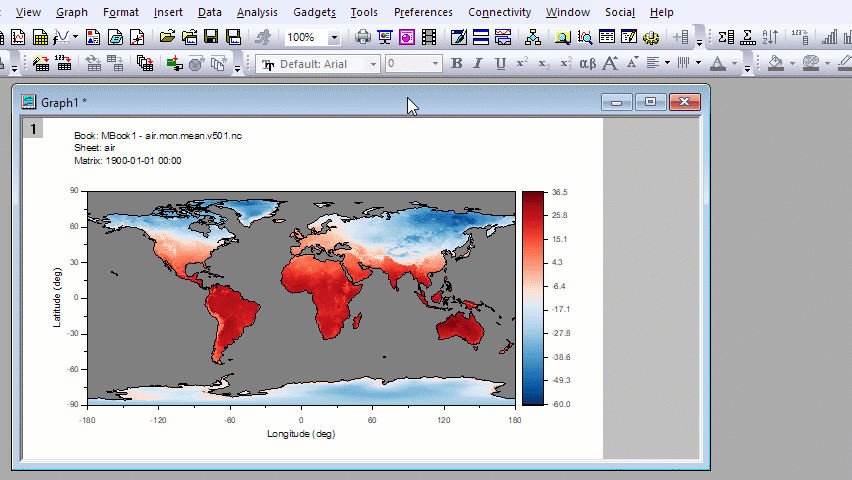 View Graph Format Insert Data Analysis Gadgets Tools Preferences Connectivity Window Social Help
100%
Default: Arial 0 B I U x² x₂ αβ A A A
Graph1 *
1
Book: MBook1 - air.mon.mean.v501.nc
Sheet: air
Matrix: 1900-01-01 00:00
90
60
30
0
-30
-60
-90
Latitude (deg)
-180 -120 -60 0 60 120 180
Longitude (deg)
36.5
25.8
15.1
4.3
-6.4
-17.1
-27.8
-38.6
-49.3
-60.0